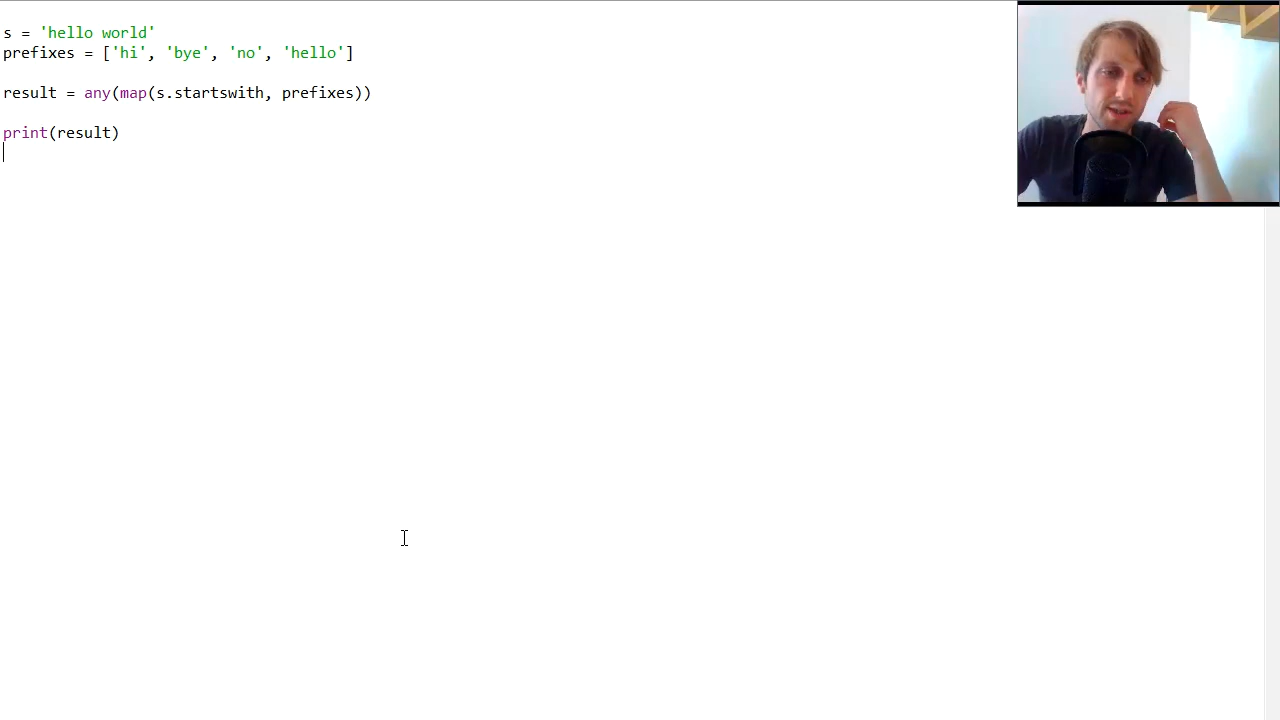 s = 'hello world'
prefixes = ['hi', 'bye', 'no', 'hello']
result = any(map(s.startswith, prefixes))
print(result)